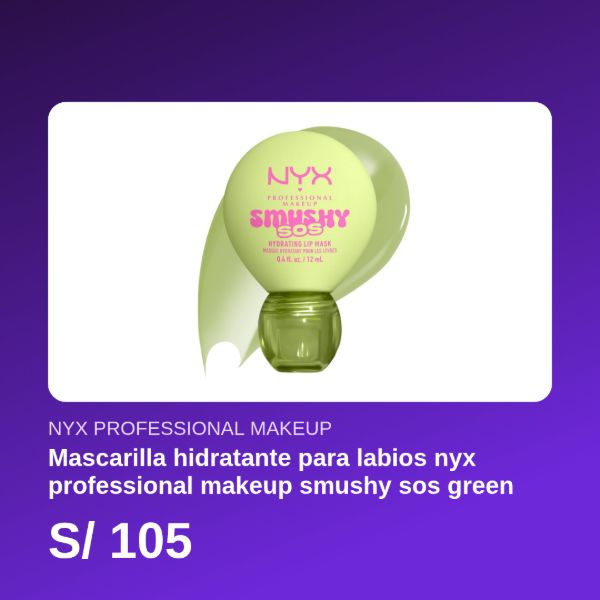 NYX
PROFESSIONAL
MAKEUP
SMUSHY
SOS
HYDRATING LIP MASK
MASQUE HYDRATANT POUR LES LÈVRES
0.4 fl. oz. / 12 mL
NYX PROFESSIONAL MAKEUP
Mascarilla hidratante para labios nyx
professional makeup smushy sos green
S/ 105